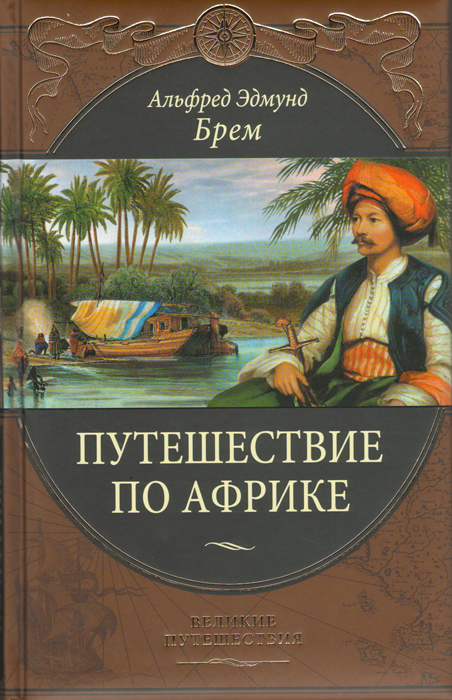 Альфред Эдмунд
Брем
ПУТЕШЕСТВИЕ
ПО АФРИКЕ
ВЕЛИКИЕ
ПУТЕШЕСТВИЯ